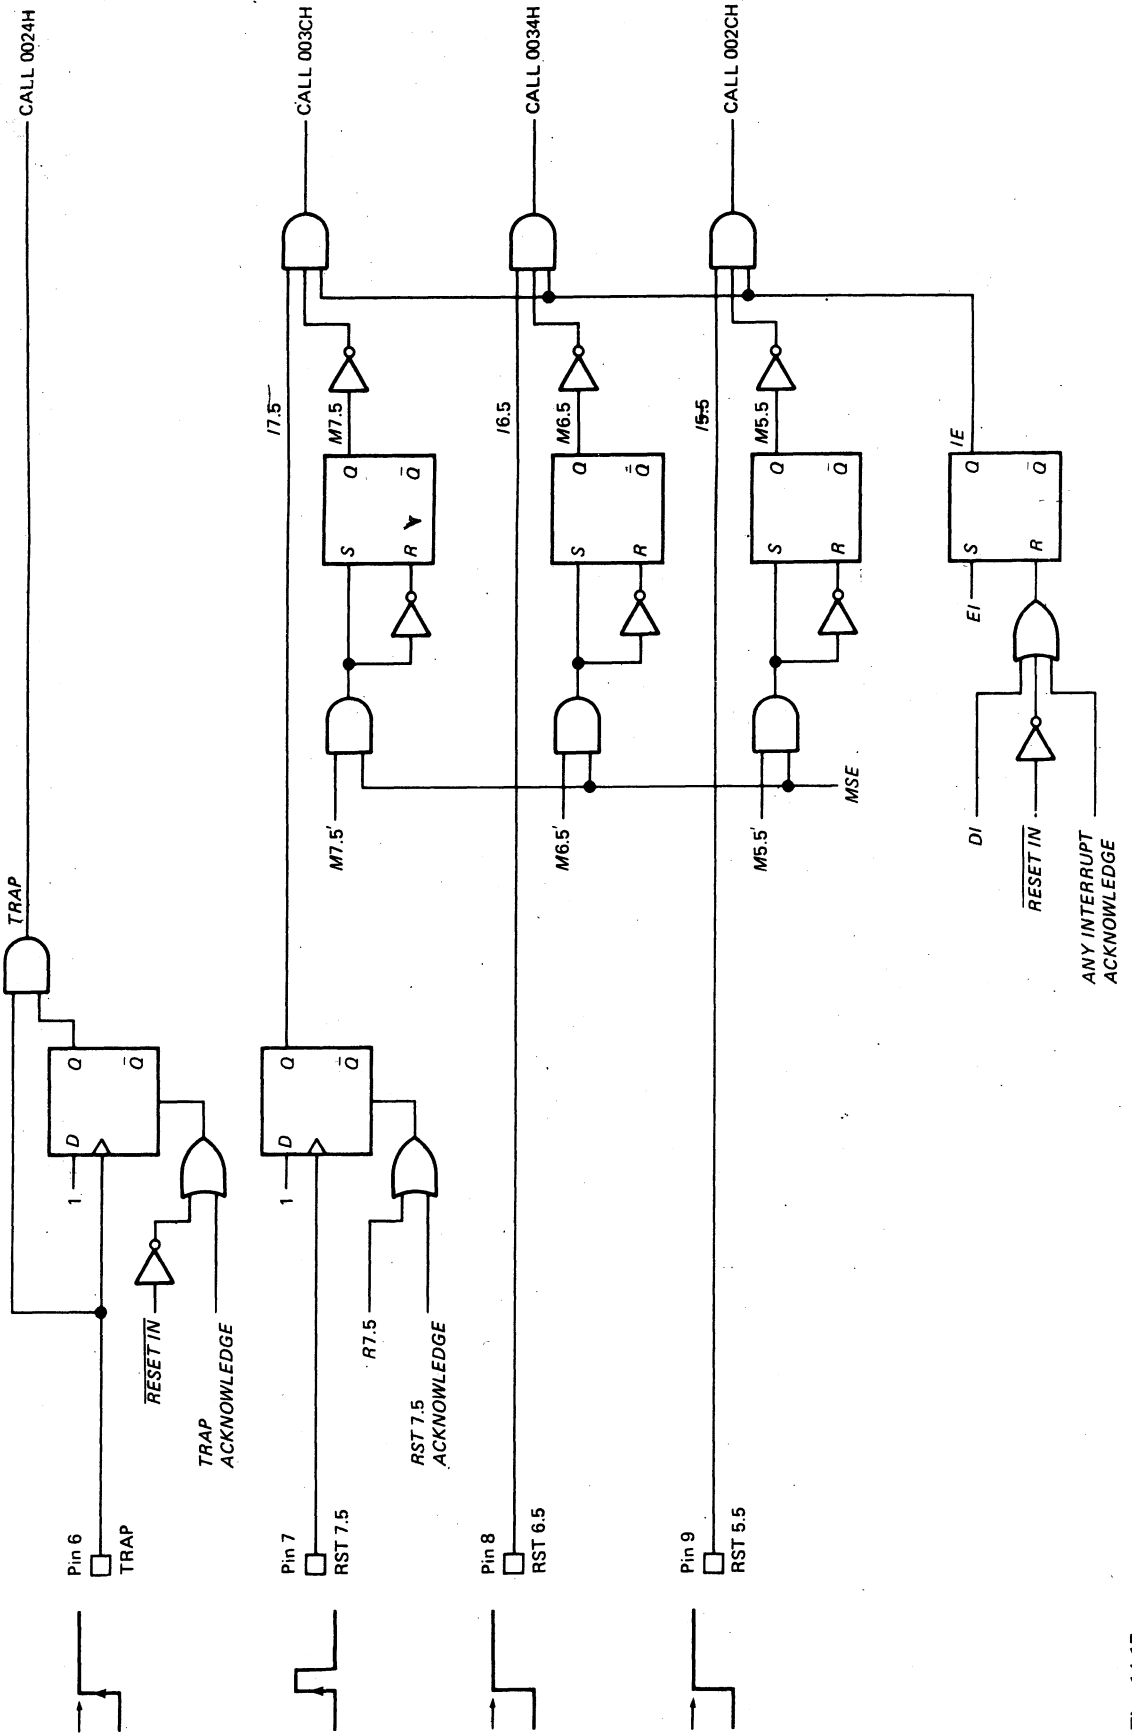 Pin 6
TRAP
1
D
Q
Q̅
R̅E̅S̅E̅T̅ I̅N̅
TRAP
ACKNOWLEDGE
TRAP
CALL 0024H
Pin 7
RST 7.5
1
D
Q
Q̅
R7.5
RST 7.5
ACKNOWLEDGE
I7.5
M7.5'
S
R
Q
Q̅
M7.5
CALL 003CH
Pin 8
RST 6.5
I6.5
M6.5'
S
R
Q
Q̅
M6.5
CALL 0034H
Pin 9
RST 5.5
I5.5
M5.5'
MSE
S
R
Q
Q̅
M5.5
CALL 002CH
DI
R̅E̅S̅E̅T̅ I̅N̅
ANY INTERRUPT
ACKNOWLEDGE
EI
S
R
Q
Q̅
IE